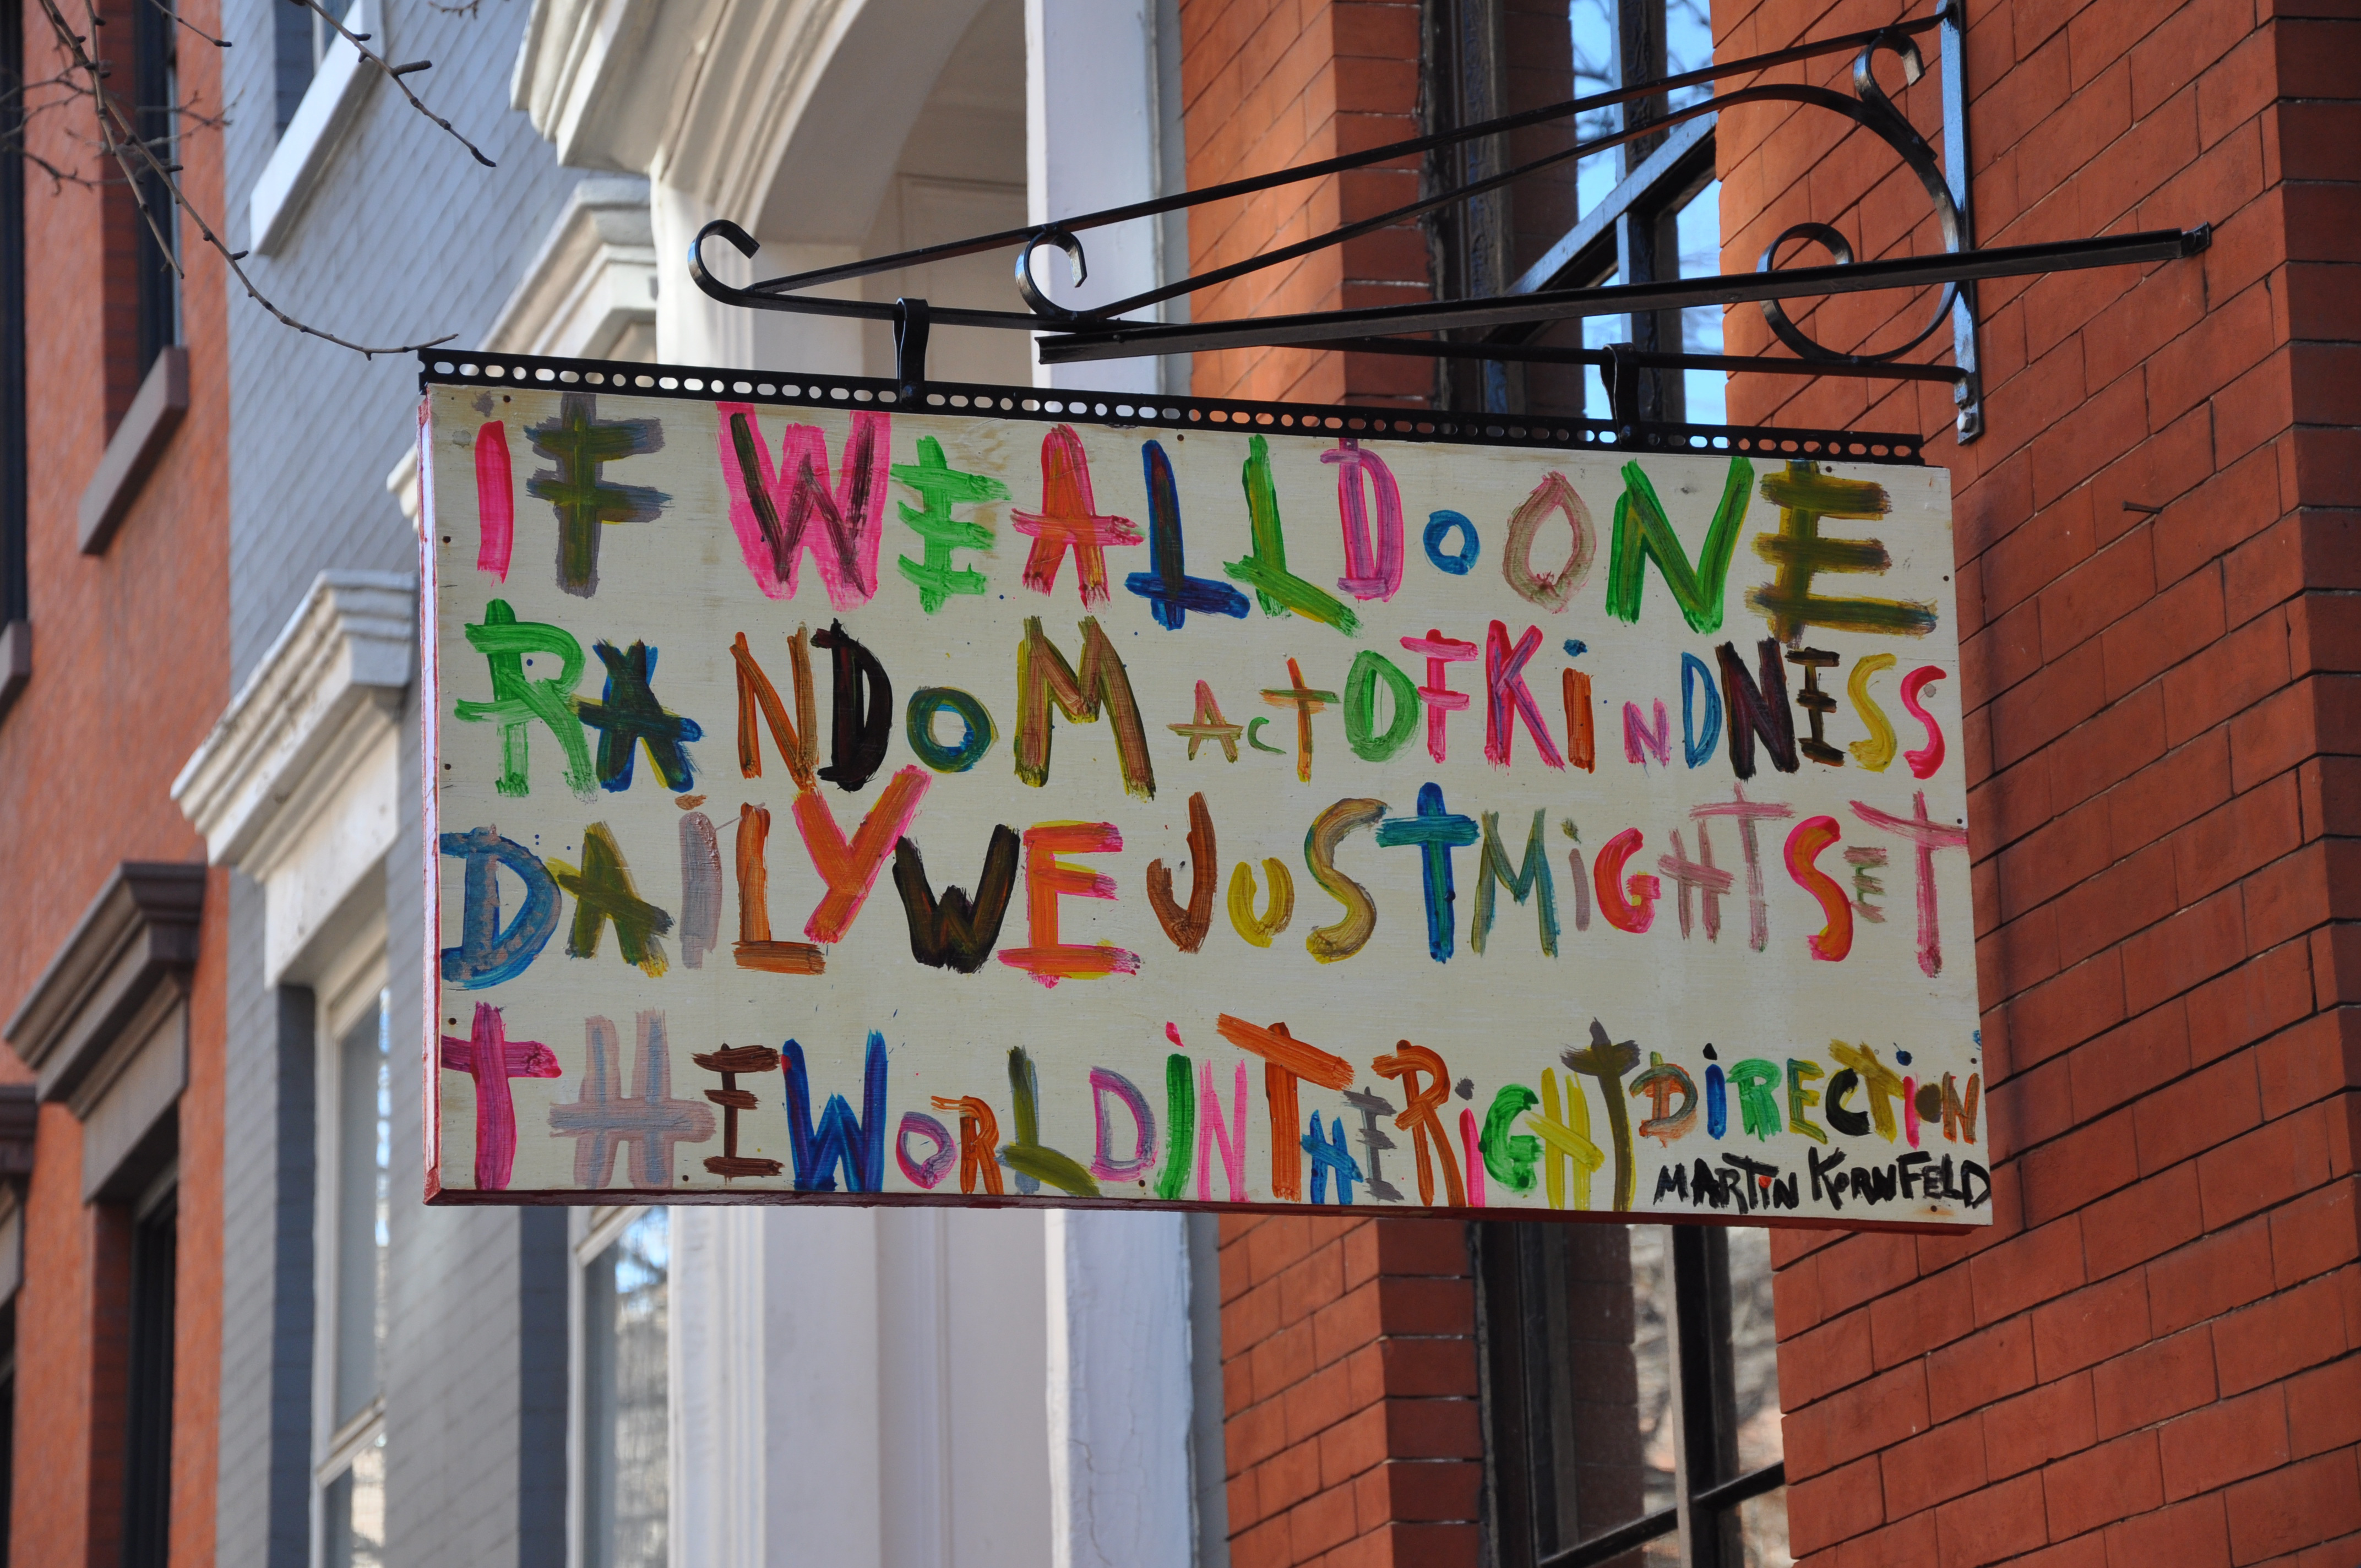 iF WE ALL Do ONE
RANDOM AcT OF KiNDNESS
DAiLY WE JUST MiGHT SET
THE WORLD IN THE RiGHT DiRECTiON
MARTiN KORNFELD